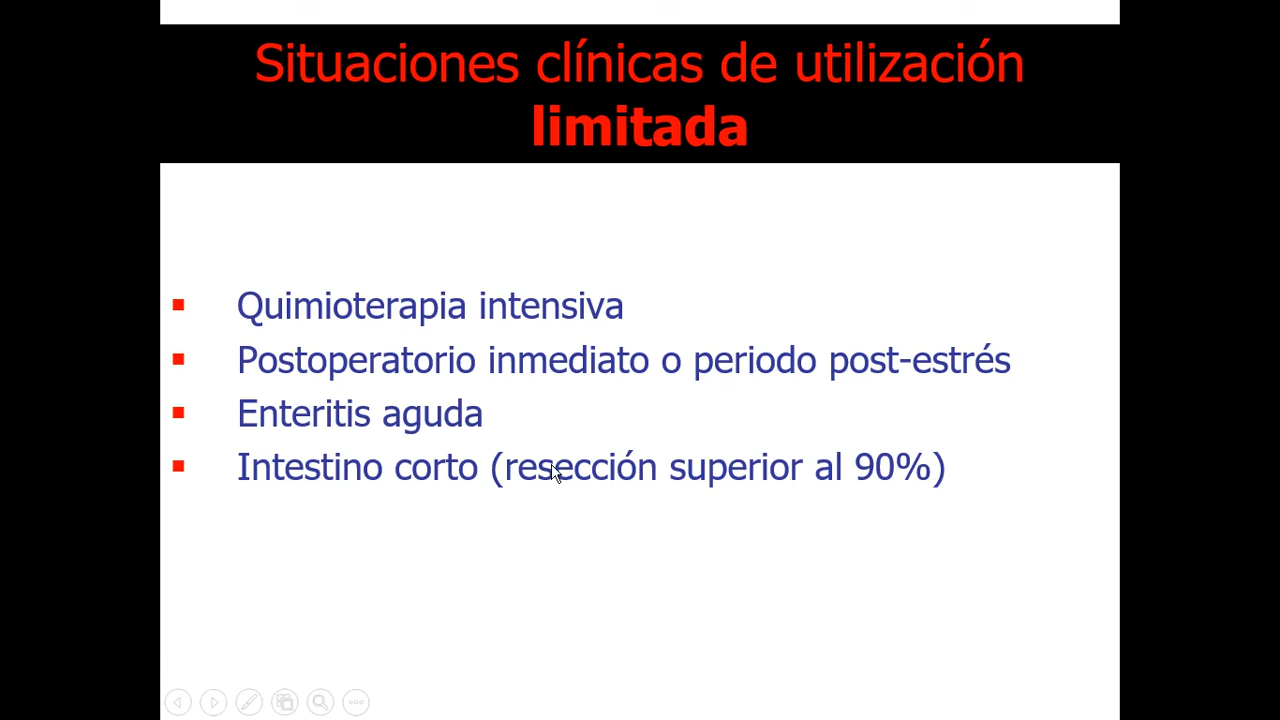 Situaciones clínicas de utilización
limitada
Quimioterapia intensiva
Postoperatorio inmediato o periodo post-estrés
Enteritis aguda
Intestino corto (resección superior al 90%)